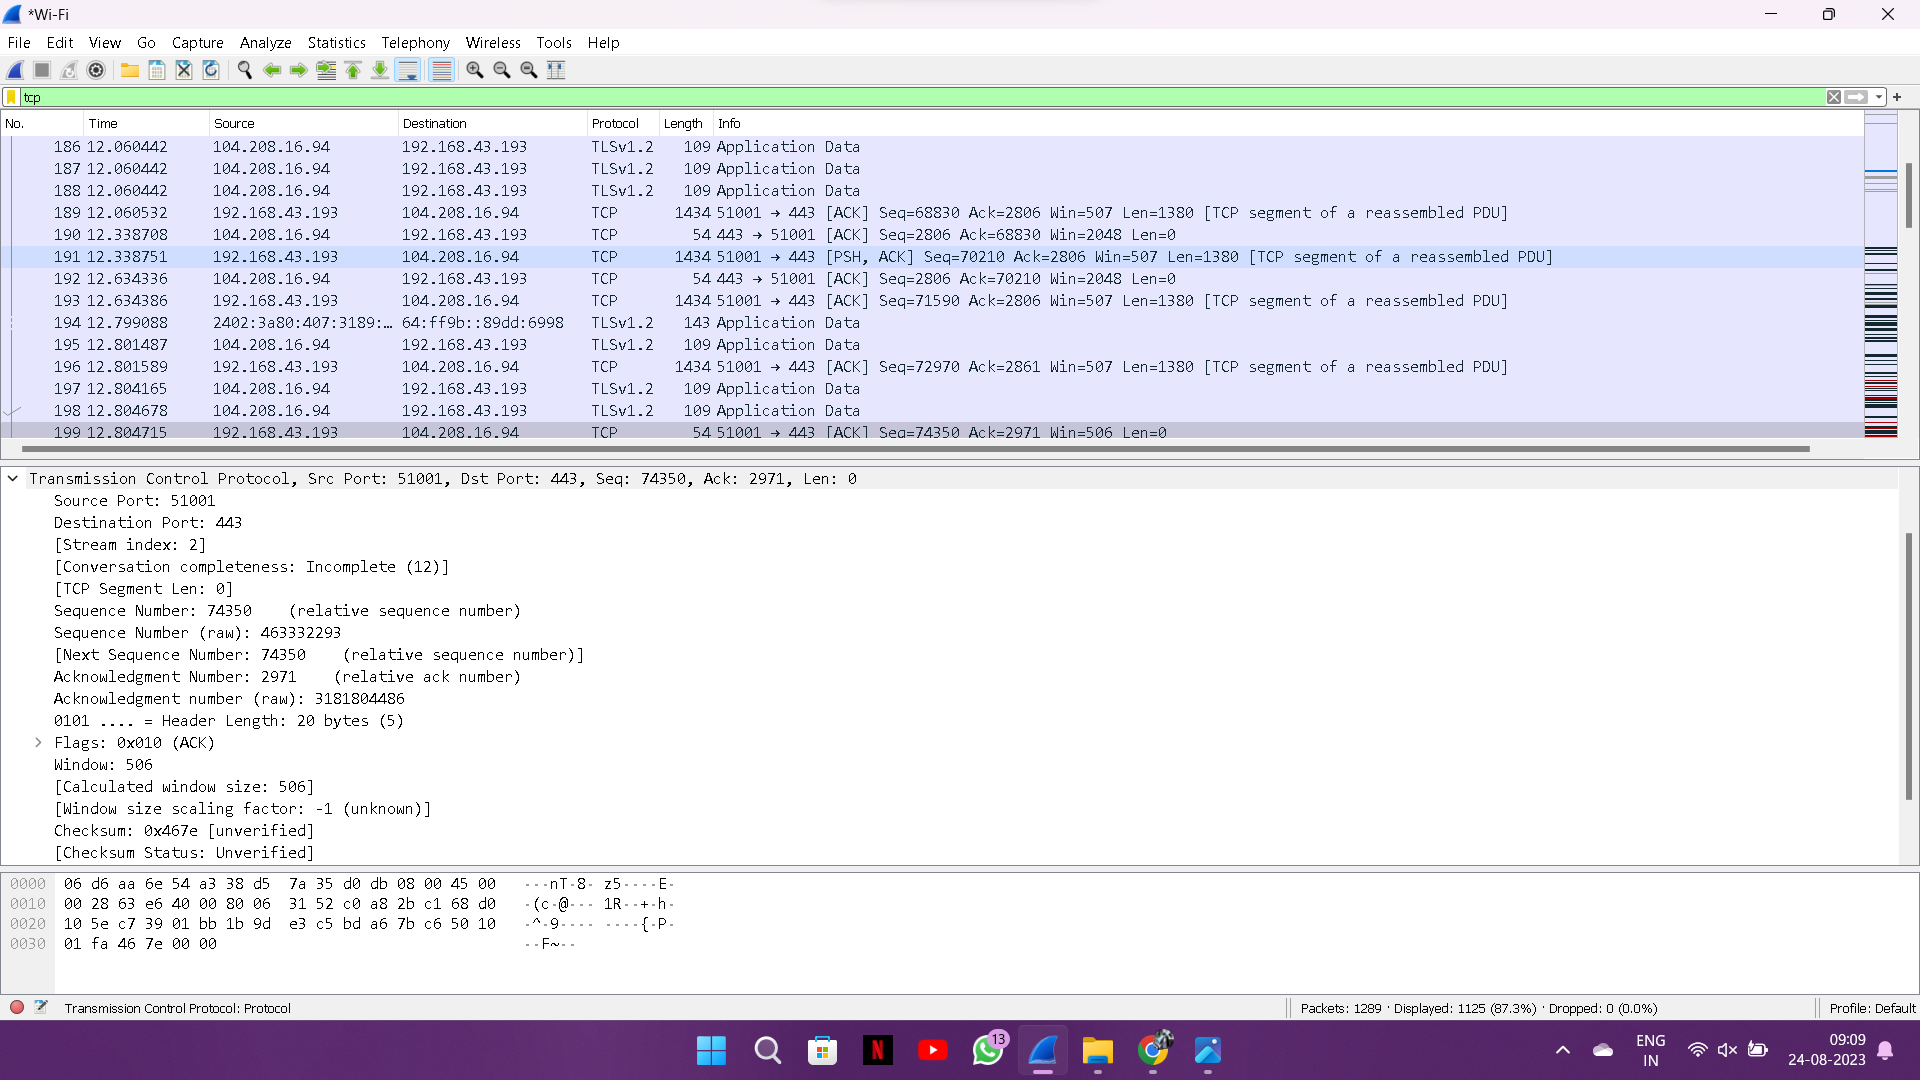 *Wi-Fi
File Edit View Go Capture Analyze Statistics Telephony Wireless Tools Help
tcp
No. Time Source Destination Protocol Length Info
186 12.060442 104.208.16.94 192.168.43.193 TLSv1.2 109 Application Data
187 12.060442 104.208.16.94 192.168.43.193 TLSv1.2 109 Application Data
188 12.060442 104.208.16.94 192.168.43.193 TLSv1.2 109 Application Data
189 12.060532 192.168.43.193 104.208.16.94 TCP 1434 51001 → 443 [ACK] Seq=68830 Ack=2806 Win=507 Len=1380 [TCP segment of a reassembled PDU]
190 12.338708 104.208.16.94 192.168.43.193 TCP 54 443 → 51001 [ACK] Seq=2806 Ack=68830 Win=2048 Len=0
191 12.338751 192.168.43.193 104.208.16.94 TCP 1434 51001 → 443 [PSH, ACK] Seq=70210 Ack=2806 Win=507 Len=1380 [TCP segment of a reassembled PDU]
192 12.634336 104.208.16.94 192.168.43.193 TCP 54 443 → 51001 [ACK] Seq=2806 Ack=70210 Win=2048 Len=0
193 12.634386 192.168.43.193 104.208.16.94 TCP 1434 51001 → 443 [ACK] Seq=71590 Ack=2806 Win=507 Len=1380 [TCP segment of a reassembled PDU]
194 12.799088 2402:3a80:407:3189:… 64:ff9b::89dd:6998 TLSv1.2 143 Application Data
195 12.801487 104.208.16.94 192.168.43.193 TLSv1.2 109 Application Data
196 12.801589 192.168.43.193 104.208.16.94 TCP 1434 51001 → 443 [ACK] Seq=72970 Ack=2861 Win=507 Len=1380 [TCP segment of a reassembled PDU]
197 12.804165 104.208.16.94 192.168.43.193 TLSv1.2 109 Application Data
198 12.804678 104.208.16.94 192.168.43.193 TLSv1.2 109 Application Data
199 12.804715 192.168.43.193 104.208.16.94 TCP 54 51001 → 443 [ACK] Seq=74350 Ack=2971 Win=506 Len=0
Transmission Control Protocol, Src Port: 51001, Dst Port: 443, Seq: 74350, Ack: 2971, Len: 0
Source Port: 51001
Destination Port: 443
[Stream index: 2]
[Conversation completeness: Incomplete (12)]
[TCP Segment Len: 0]
Sequence Number: 74350 (relative sequence number)
Sequence Number (raw): 463332293
[Next Sequence Number: 74350 (relative sequence number)]
Acknowledgment Number: 2971 (relative ack number)
Acknowledgment number (raw): 3181804486
0101 .... = Header Length: 20 bytes (5)
Flags: 0x010 (ACK)
Window: 506
[Calculated window size: 506]
[Window size scaling factor: -1 (unknown)]
Checksum: 0x467e [unverified]
[Checksum Status: Unverified]
0000 06 d6 aa 6e 54 a3 38 d5 7a 35 d0 db 08 00 45 00 ···nT·8· z5····E·
0010 00 28 63 e6 40 00 80 06 31 52 c0 a8 2b c1 68 d0 ·(c·@··· 1R··+·h·
0020 10 5e c7 39 01 bb 1b 9d e3 c5 bd a6 7b c6 50 10 ·^·9···· ····{·P·
0030 01 fa 46 7e 00 00 ··F~··
Transmission Control Protocol: Protocol Packets: 1289 · Displayed: 1125 (87.3%) · Dropped: 0 (0.0%) Profile: Default
N 13 ENG 09:09
IN 24-08-2023